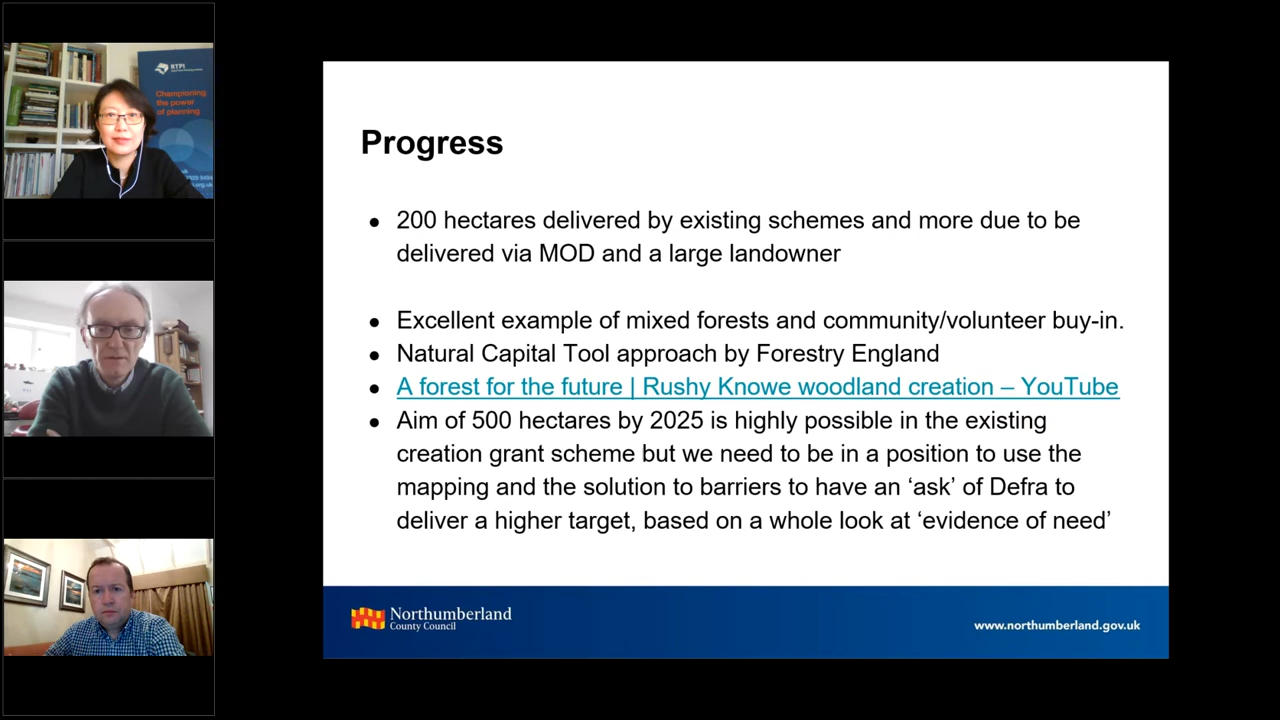 RTPI
Championing
the power
of planning
Progress
● 200 hectares delivered by existing schemes and more due to be
delivered via MOD and a large landowner
● Excellent example of mixed forests and community/volunteer buy-in.
● Natural Capital Tool approach by Forestry England
● A forest for the future | Rushy Knowe woodland creation – YouTube
● Aim of 500 hectares by 2025 is highly possible in the existing
creation grant scheme but we need to be in a position to use the
mapping and the solution to barriers to have an ‘ask’ of Defra to
deliver a higher target, based on a whole look at ‘evidence of need’
Northumberland
County Council
www.northumberland.gov.uk